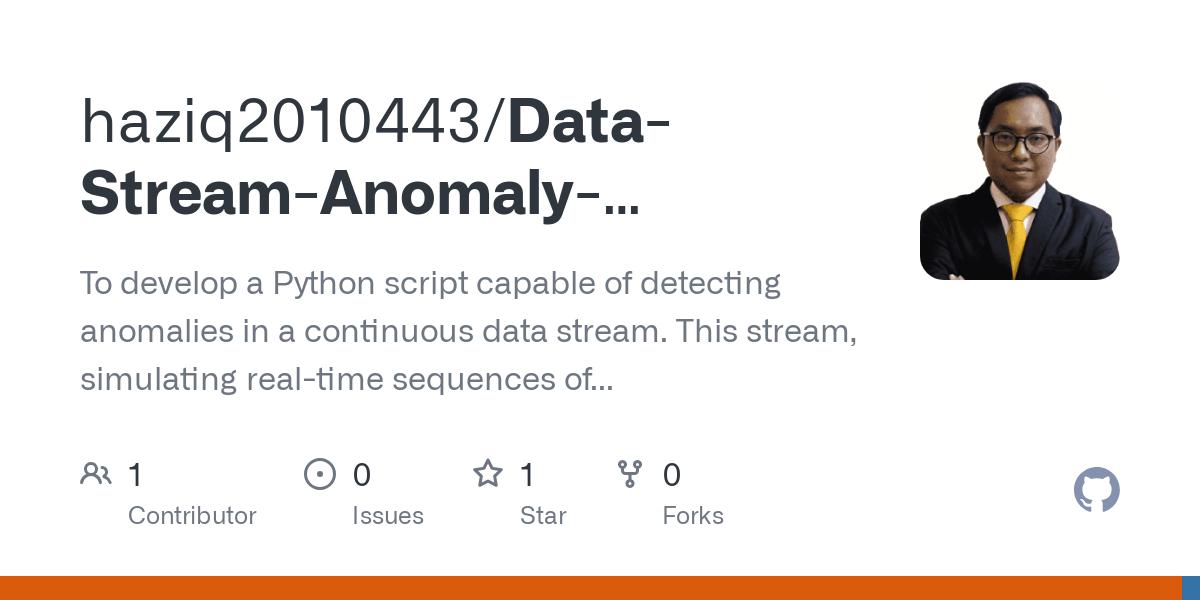 haziq2010443/Data-
Stream-Anomaly-...
To develop a Python script capable of detecting
anomalies in a continuous data stream. This stream,
simulating real-time sequences of...
1 0 1 0
Contributor Issues Star Forks